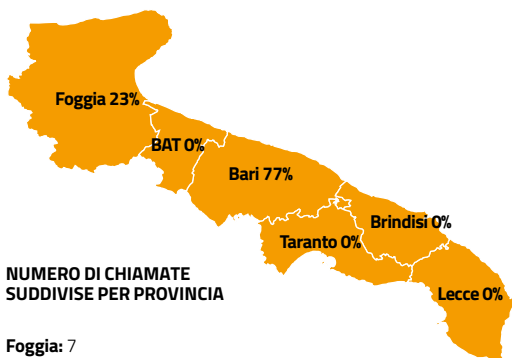 Foggia 23%
BAT 0%
Bari 77%
Brindisi 0%
Taranto 0%
Lecce 0%
NUMERO DI CHIAMATE
SUDDIVISE PER PROVINCIA
Foggia: 7